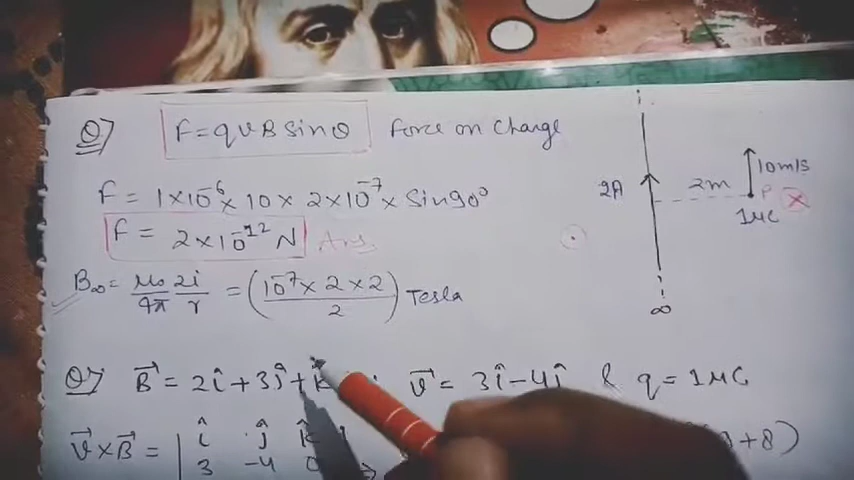 Q7 F = qvBsinθ Force on Charge
F = 1×10⁻⁶ × 10 × 2×10⁻⁷ × Sin90°
F = 2×10⁻¹² N Ans.
B∞ = μ₀/4π 2i/r = (10⁻⁷×2×2/2) Tesla
2A 2m 10m/s
P ×
1μC
∞
Q7 B⃗ = 2î+3ĵ+k̂ ; v⃗ = 3î-4ĵ & q = 1μC
v⃗×B⃗ = | î ĵ k̂ | +8)
3 -4 0